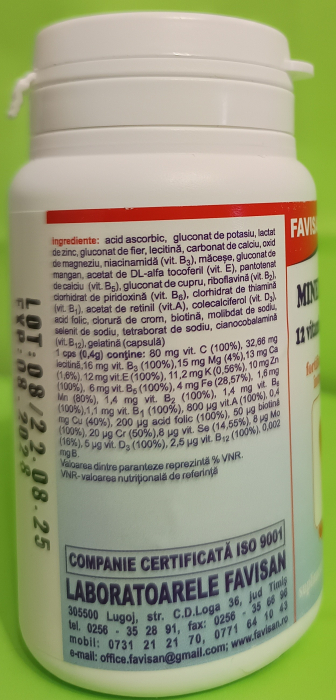 Ingrediente: acid ascorbic, gluconat de potasiu, lactat
de zinc, gluconat de fier, lecitină, carbonat de calciu, oxid
de magneziu, niacinamidă (vit. B3), măceșe, gluconat de
mangan, acetat de DL-alfa tocoferil (vit. E), pantotenat
de calciu (vit. B5), gluconat de cupru, riboflavină (vit. B2),
clorhidrat de piridoxină (vit. B6), clorhidrat de thiamină
(vit. B1), acetat de retinil (vit.A), colecalciferol (vit. D3),
acid folic, clorură de crom, biotină, molibdat de sodiu,
selenit de sodiu, tetraborat de sodiu, cianocobalamină
(vit.B12), gelatină (capsulă)
1 cps (0,4g) conține: 80 mg vit. C (100%), 32,66 mg
lecitină,16 mg vit. B3 (100%), 15 mg Mg (4%),13 mg Ca
(1,6%),12 mg vit.E (100%), 11,2 mg K (0,56%), 10 mg Zn
(100%), 6 mg vit. B5 (100%), 4 mg Fe (28,57%), 1,6 mg
Mn (80%), 1,4 mg vit. B2 (100%), 1,4 mg vit. B6
(100%),1,1 mg vit. B1 (100%), 800 µg vit.A (100%), 0,4
mg Cu (40%), 200 µg acid folic (100%), 50 µg biotină
(100%), 20 µg Cr (50%),8 µg vit. Se (14,55%), 8 µg Mo
(16%), 5 µg vit. D3 (100%), 2,5 µg vit. B12 (100%), 0,002
mg B.
Valoarea dintre paranteze reprezintă % VNR.
VNR- valoarea nutrițională de referință
COMPANIE CERTIFICATĂ ISO 9001
LABORATOARELE FAVISAN
305500 Lugoj, str. C.D.Loga 36, jud Timiș
tel. 0256 - 35 28 91, fax: 0256 - 35 66 96
mobil: 0731 21 21 70, 0771 64 10 43
e-mail: office.favisan@gmail.com; www.favisan.ro
LOT:08/22.08.25
EXP:08.2028
FAVISA
MINE
12 vitami